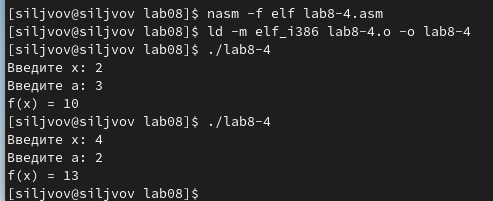 [siljvov@siljvov lab08]$ nasm -f elf lab8-4.asm
[siljvov@siljvov lab08]$ ld -m elf_i386 lab8-4.o -o lab8-4
[siljvov@siljvov lab08]$ ./lab8-4
Введите x: 2
Введите a: 3
f(x) = 10
[siljvov@siljvov lab08]$ ./lab8-4
Введите x: 4
Введите a: 2
f(x) = 13
[siljvov@siljvov lab08]$